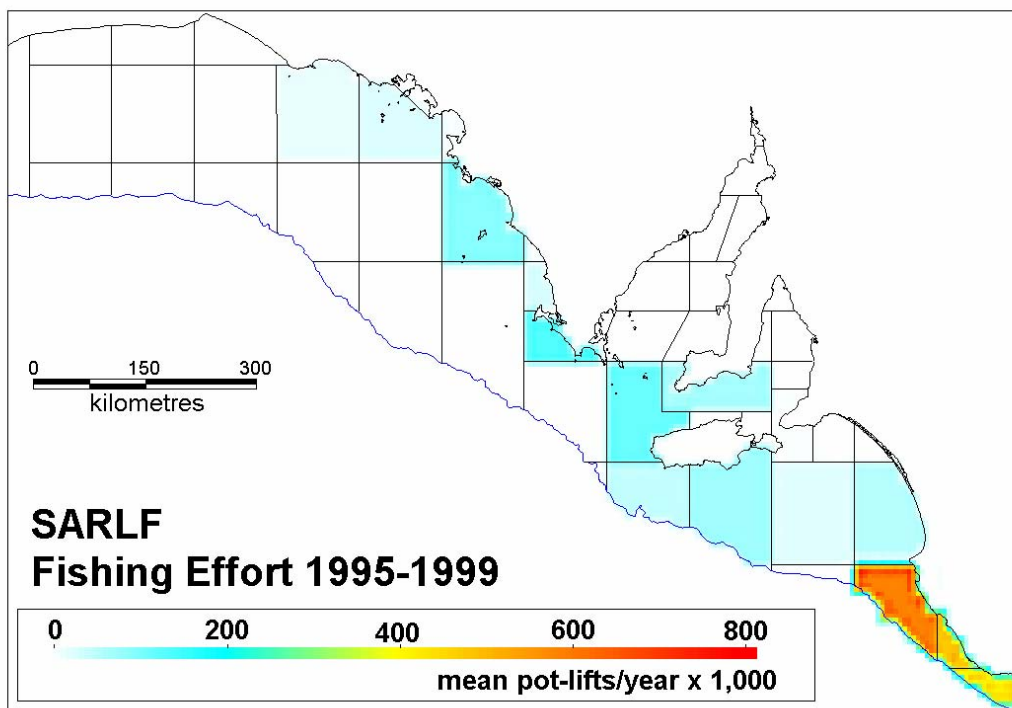 0 150 300
kilometres
SARLF
Fishing Effort 1995-1999
0 200 400 600 800
mean pot-lifts/year x 1,000